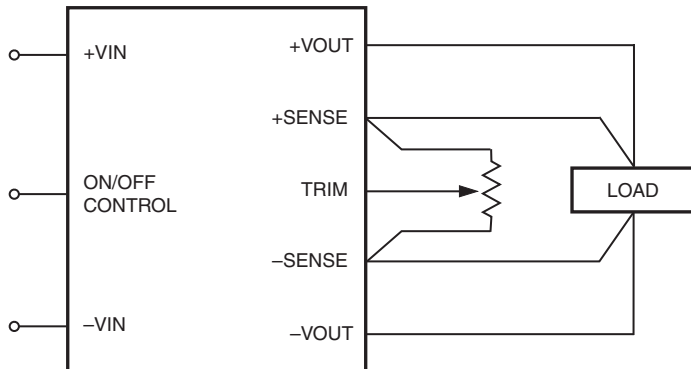 +VIN
ON/OFF
CONTROL
–VIN
+VOUT
+SENSE
TRIM
–SENSE
–VOUT
LOAD